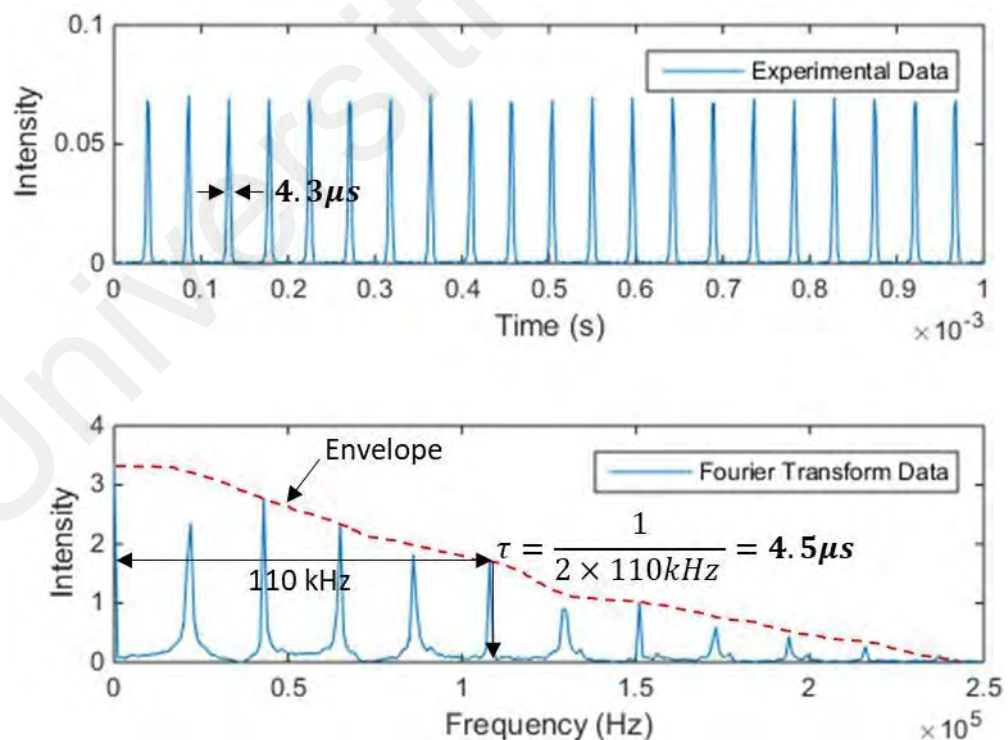 Universiti
0.1
Experimental Data
Intensity
0.05
4.3μs
0
0 0.1 0.2 0.3 0.4 0.5 0.6 0.7 0.8 0.9 1
Time (s)
× 10⁻³
4
Envelope
Fourier Transform Data
3
Intensity
2
τ = 1 / (2 × 110kHz) = 4.5μs
110 kHz
1
0
0 0.5 1 1.5 2 2.5
Frequency (Hz)
× 10⁵